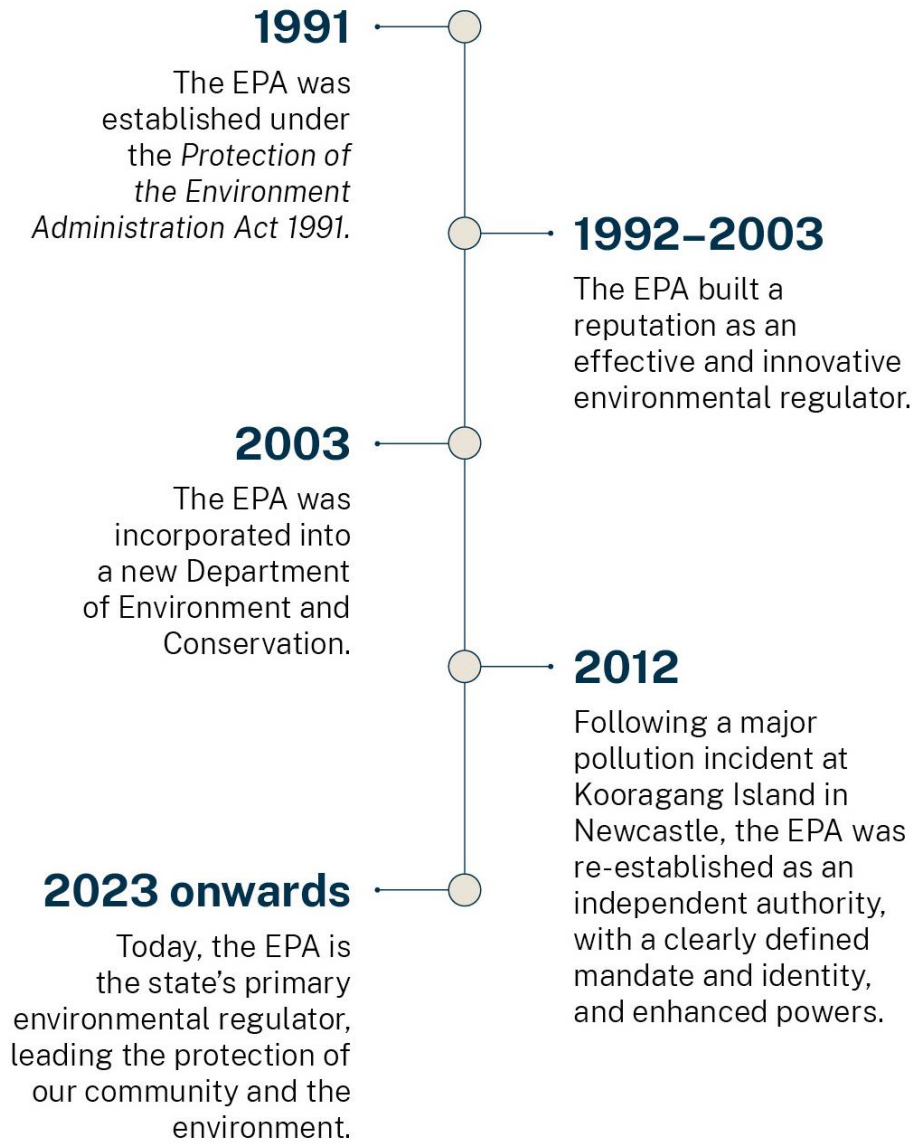 1991
The EPA was
established under
the Protection of
the Environment
Administration Act 1991.
1992–2003
The EPA built a
reputation as an
effective and innovative
environmental regulator.
2003
The EPA was
incorporated into
a new Department
of Environment and
Conservation.
2012
Following a major
pollution incident at
Kooragang Island in
Newcastle, the EPA was
re-established as an
independent authority,
with a clearly defined
mandate and identity,
and enhanced powers.
2023 onwards
Today, the EPA is
the state’s primary
environmental regulator,
leading the protection of
our community and the
environment.